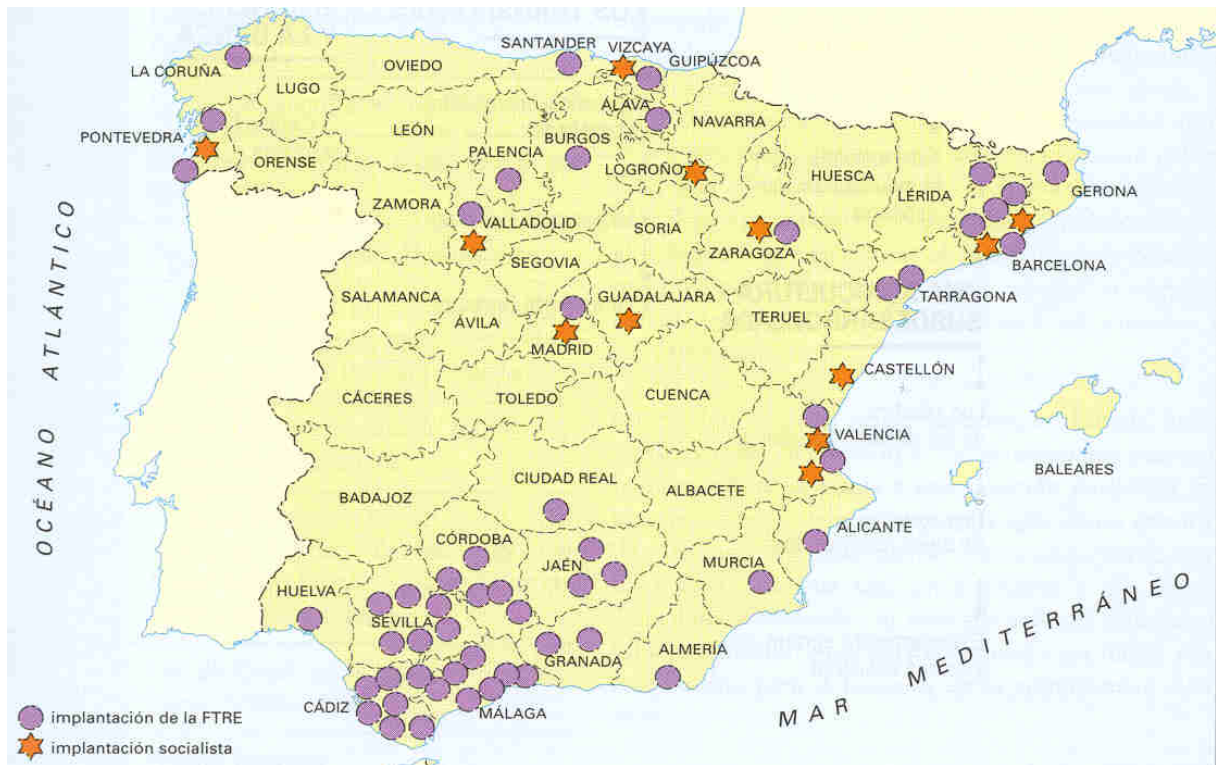 SANTANDER
VIZCAYA
GUIPÚZCOA
LA CORUÑA
OVIEDO
LUGO
ÁLAVA
NAVARRA
PONTEVEDRA
LEÓN
BURGOS
PALENCIA
ORENSE
LOGROÑO
HUESCA
LÉRIDA
GERONA
ZAMORA
VALLADOLID
SORIA
ZARAGOZA
SEGOVIA
BARCELONA
SALAMANCA
GUADALAJARA
TARRAGONA
ÁVILA
TERUEL
MADRID
CASTELLÓN
CÁCERES
TOLEDO
CUENCA
VALENCIA
BALEARES
CIUDAD REAL
BADAJOZ
ALBACETE
ALICANTE
CÓRDOBA
JAÉN
MURCIA
HUELVA
SEVILLA
GRANADA
ALMERÍA
CÁDIZ
MÁLAGA
OCÉANO ATLÁNTICO
MAR MEDITERRÁNEO
implantación de la FTRE
implantación socialista